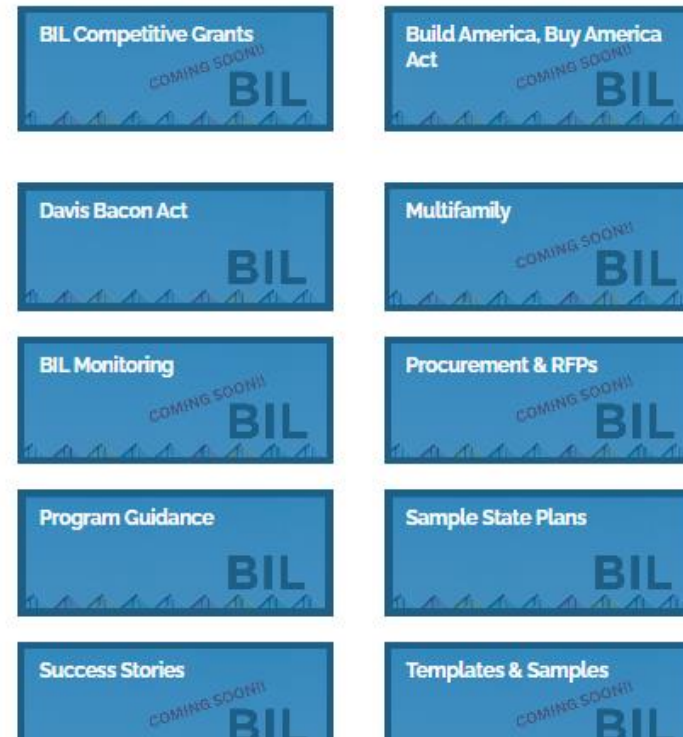 BIL Competitive Grants
COMING SOON!!
BIL
Build America, Buy America
Act
COMING SOON!!
BIL
Davis Bacon Act
BIL
Multifamily
COMING SOON!!
BIL
BIL Monitoring
COMING SOON!!
BIL
Procurement & RFPs
COMING SOON!!
BIL
Program Guidance
BIL
Sample State Plans
BIL
Success Stories
COMING SOON!!
BIL
Templates & Samples
COMING SOON!!
BIL